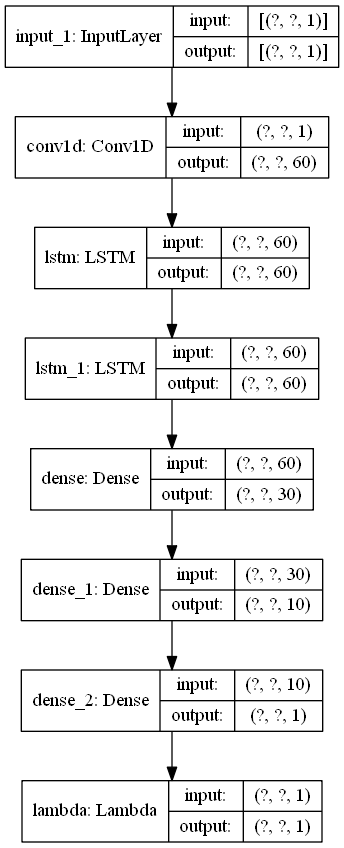 input_1: InputLayer
input:
[(?, ?, 1)]
output:
[(?, ?, 1)]
conv1d: Conv1D
input:
(?, ?, 1)
output:
(?, ?, 60)
lstm: LSTM
input:
(?, ?, 60)
output:
(?, ?, 60)
lstm_1: LSTM
input:
(?, ?, 60)
output:
(?, ?, 60)
dense: Dense
input:
(?, ?, 60)
output:
(?, ?, 30)
dense_1: Dense
input:
(?, ?, 30)
output:
(?, ?, 10)
dense_2: Dense
input:
(?, ?, 10)
output:
(?, ?, 1)
lambda: Lambda
input:
(?, ?, 1)
output:
(?, ?, 1)